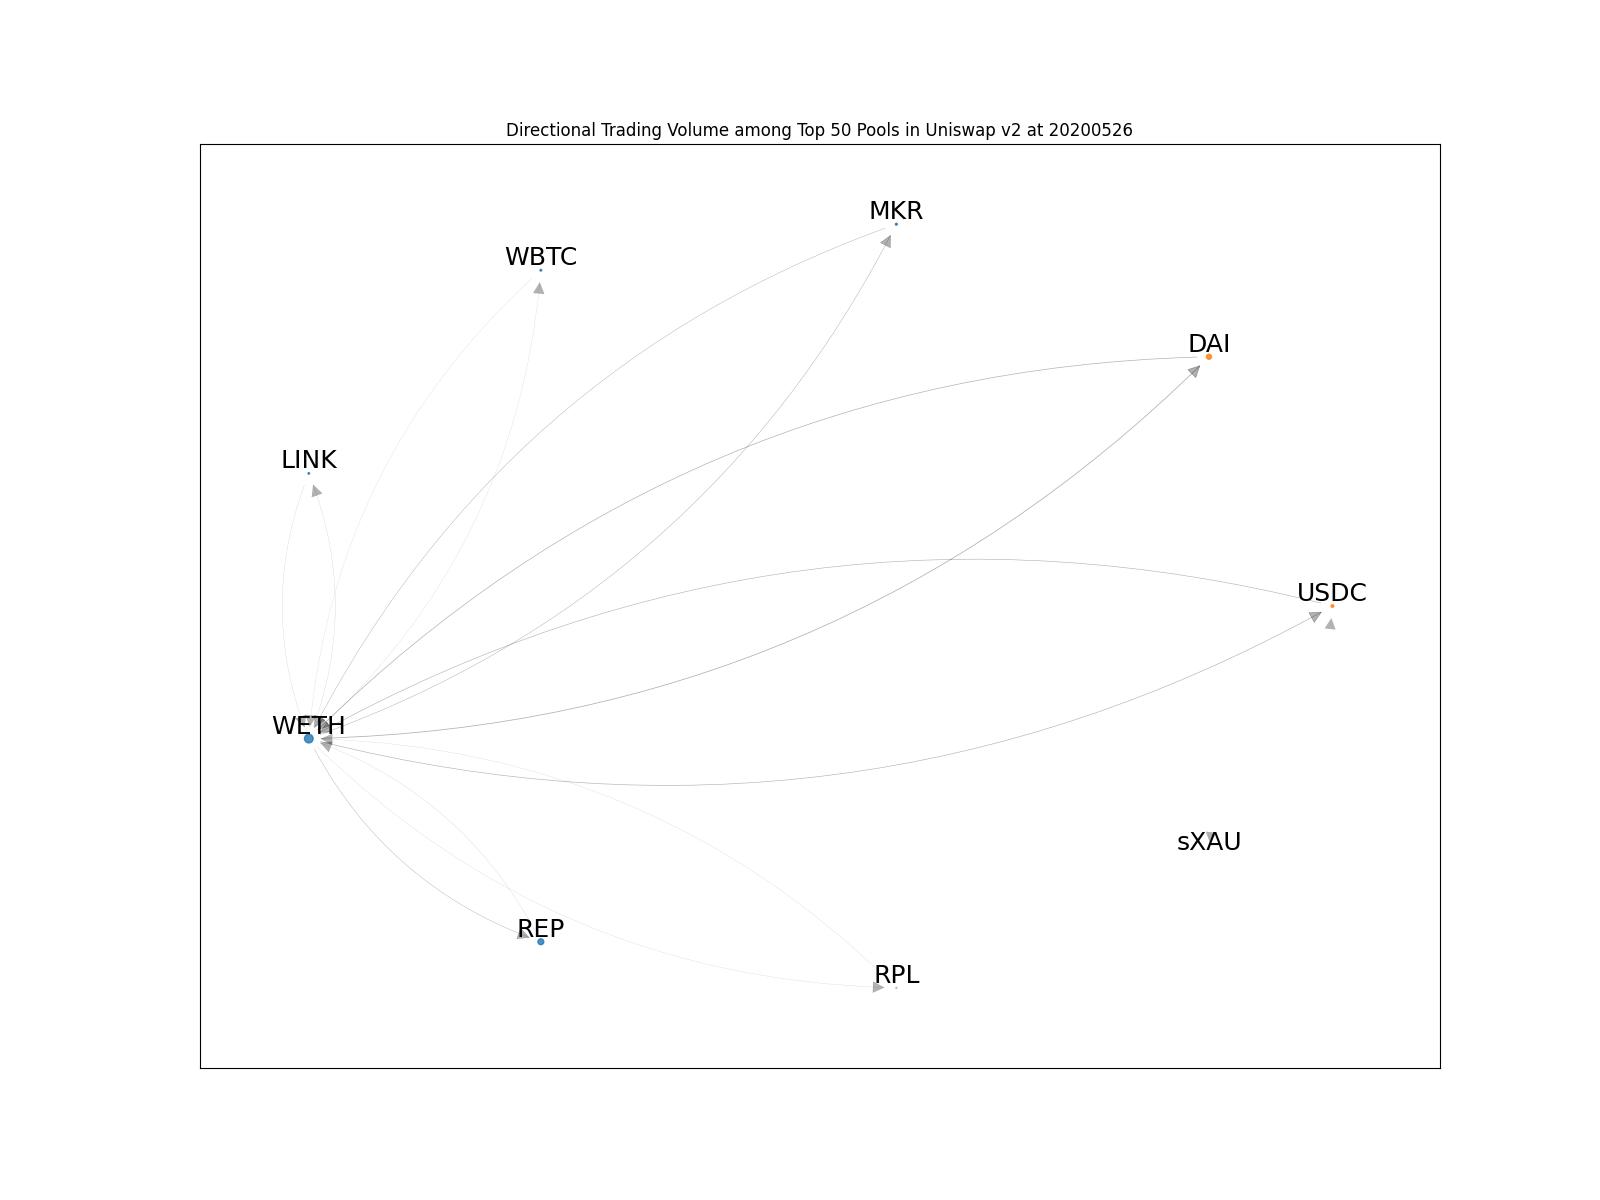 Directional Trading Volume among Top 50 Pools in Uniswap v2 at 20200526
MKR
WBTC
DAI
LINK
USDC
WETH
sXAU
REP
RPL